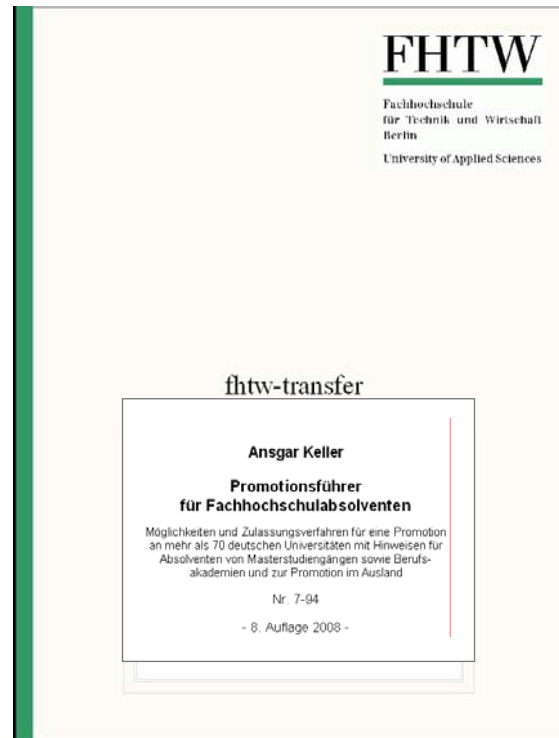 FHTW
Fachhochschule
für Technik und Wirtschaft
Berlin
University of Applied Sciences
fhtw-transfer
Ansgar Keller
Promotionsführer
für Fachhochschulabsolventen
Möglichkeiten und Zulassungsverfahren für eine Promotion
an mehr als 70 deutschen Universitäten mit Hinweisen für
Absolventen von Masterstudiengängen sowie Berufs-
akademien und zur Promotion im Ausland
Nr. 7-94
- 8. Auflage 2008 -